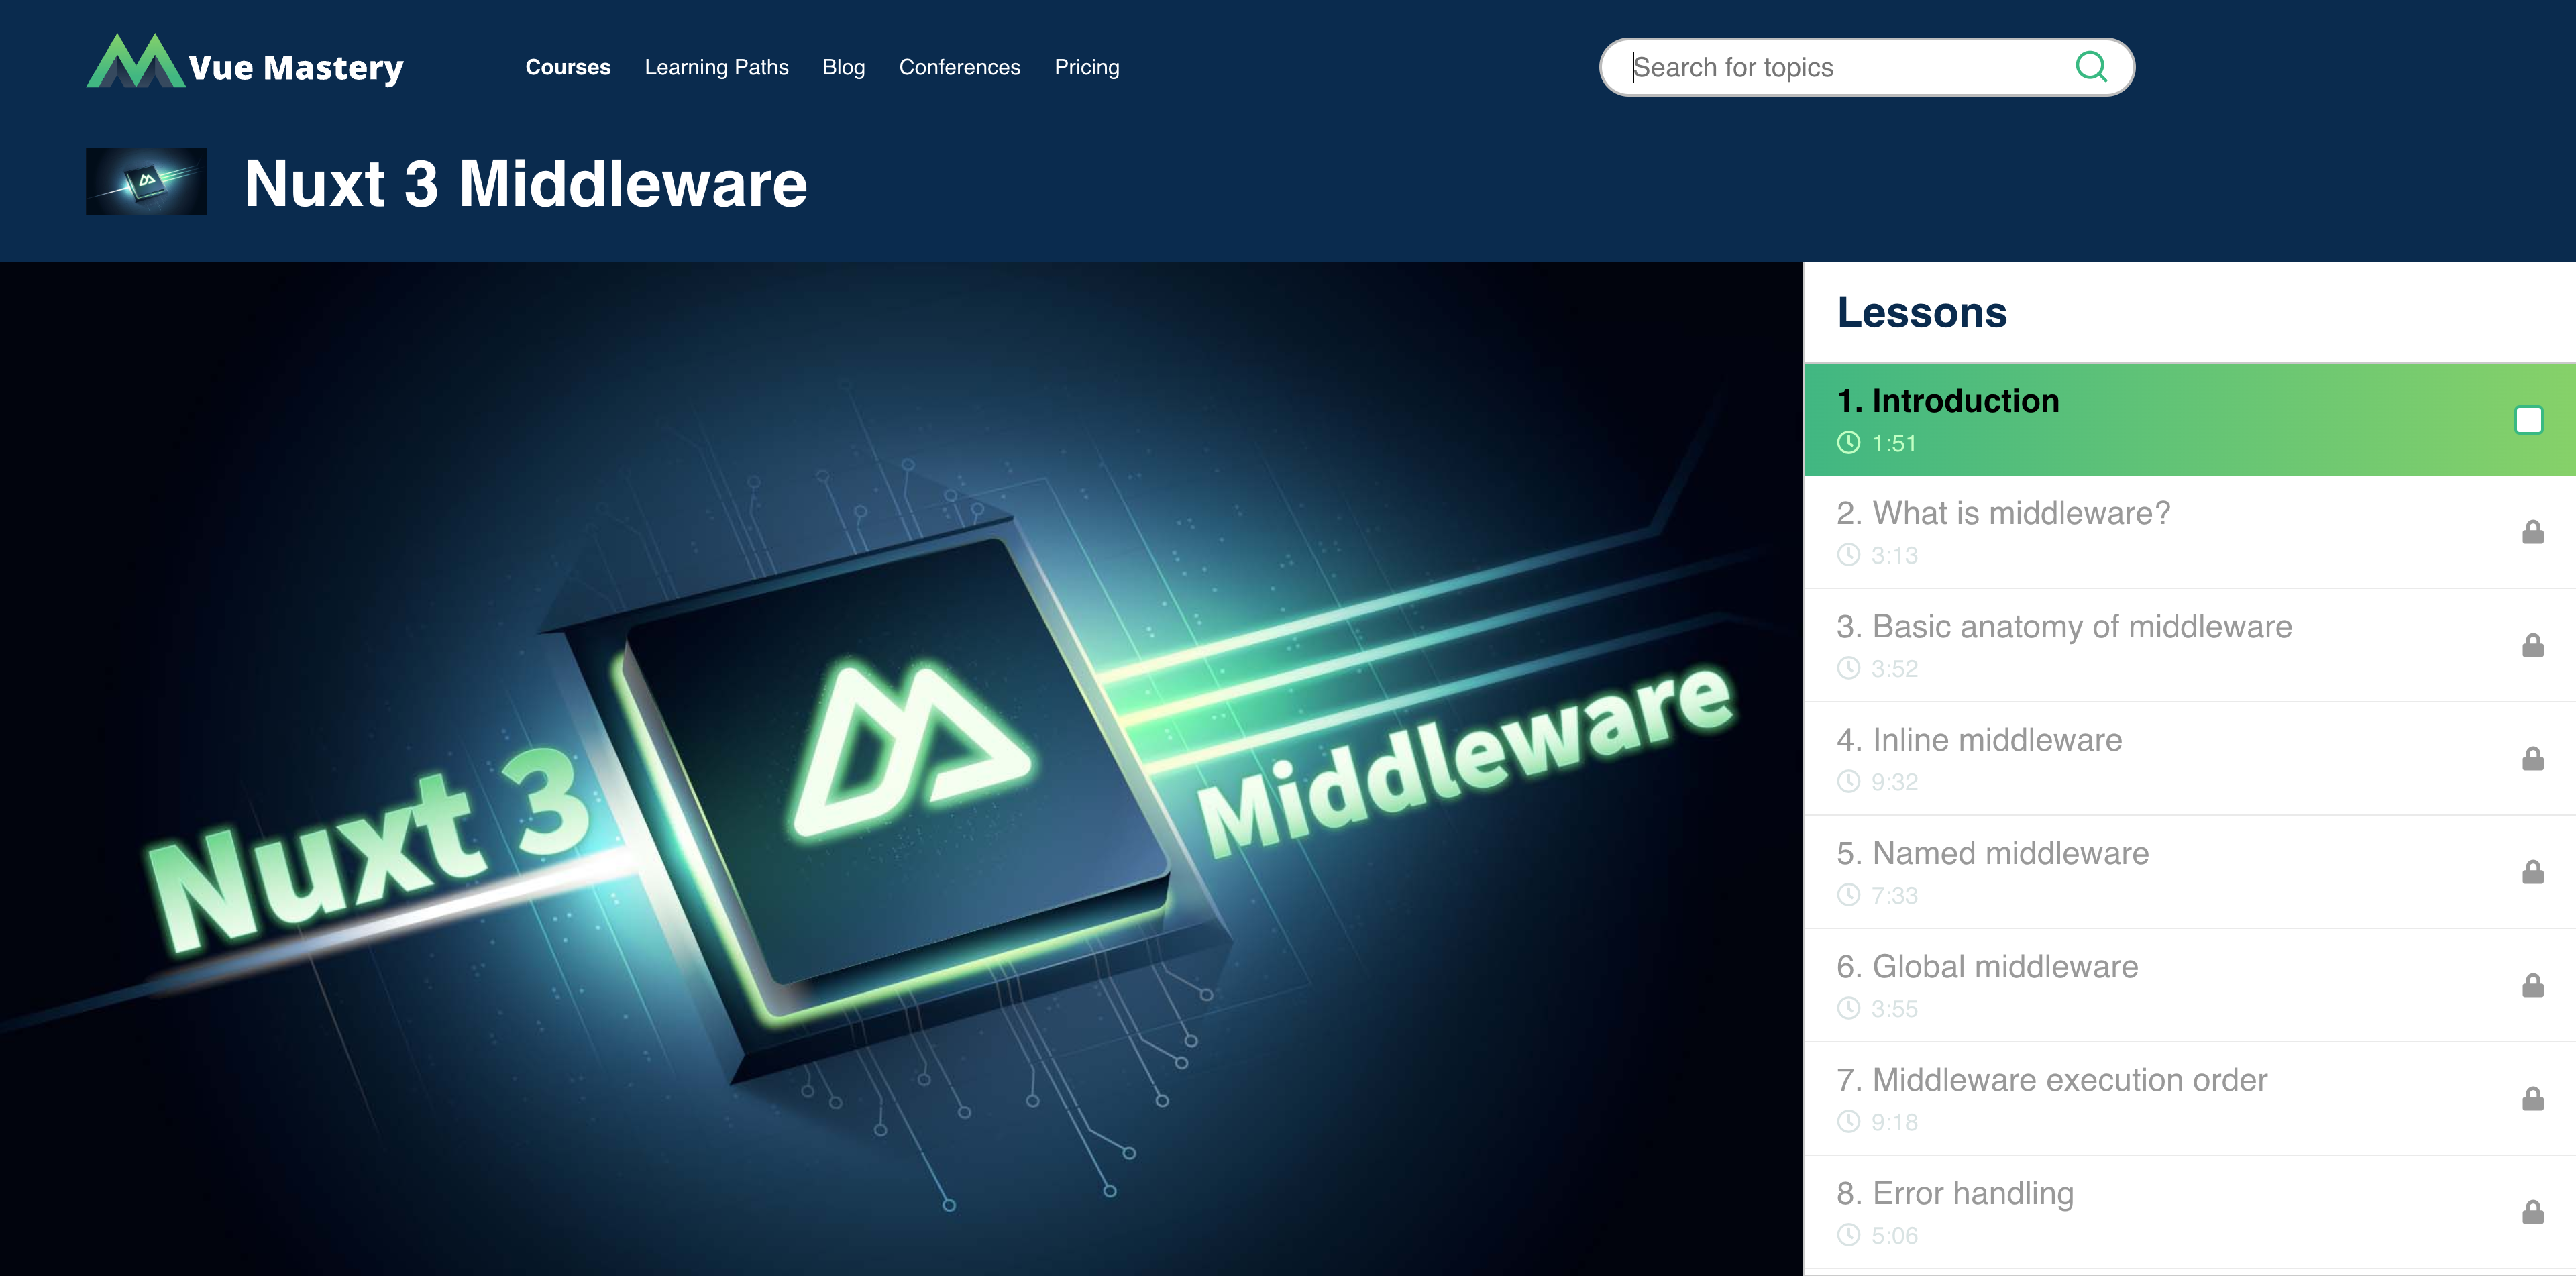 Vue Mastery
Courses Learning Paths Blog Conferences Pricing
Search for topics
Nuxt 3 Middleware
Nuxt 3
Middleware
Lessons
1. Introduction
1:51
2. What is middleware?
3:13
3. Basic anatomy of middleware
3:52
4. Inline middleware
9:32
5. Named middleware
7:33
6. Global middleware
3:55
7. Middleware execution order
9:18
8. Error handling
5:06